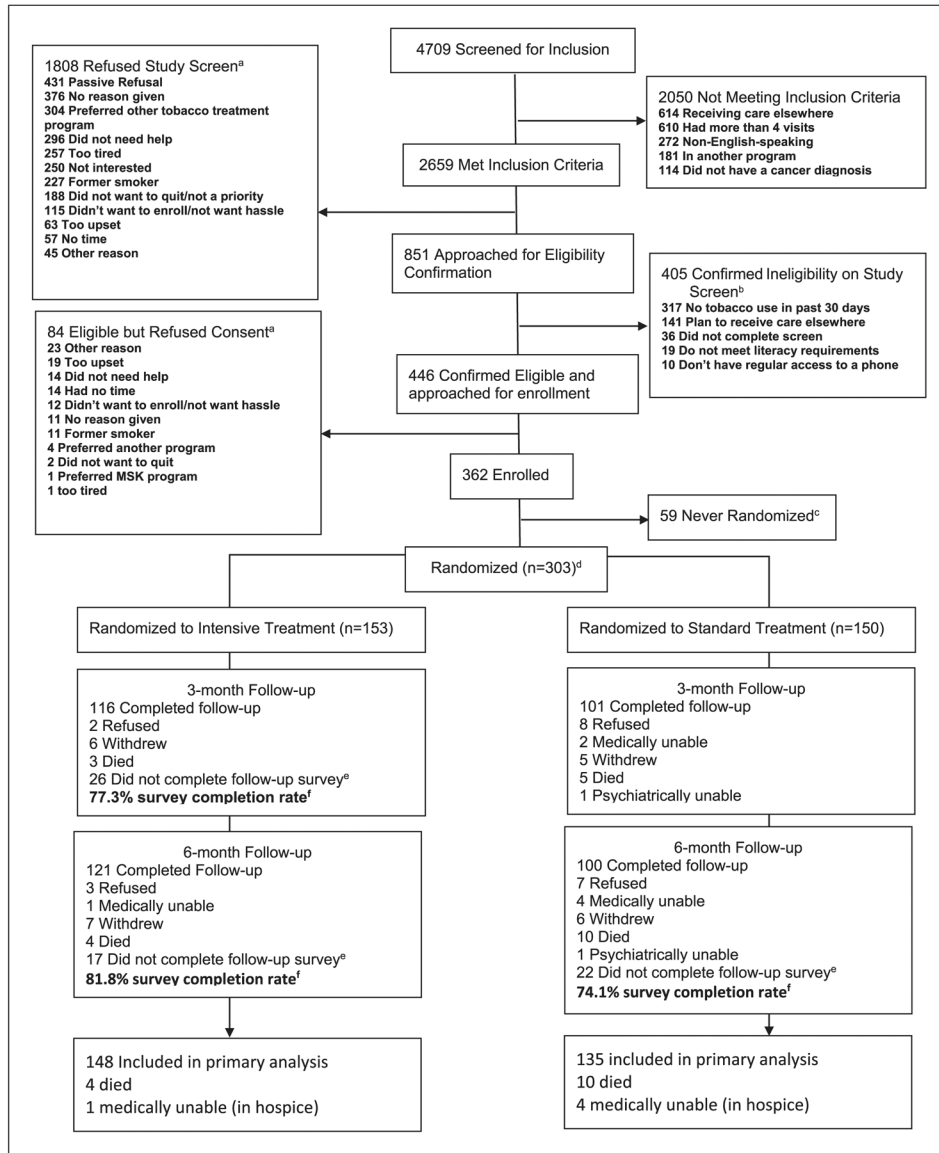 4709 Screened for Inclusion
1808 Refused Study Screenᵃ
431 Passive Refusal
376 No reason given
304 Preferred other tobacco treatment
program
296 Did not need help
257 Too tired
250 Not interested
227 Former smoker
188 Did not want to quit/not a priority
115 Didn't want to enroll/not want hassle
63 Too upset
57 No time
45 Other reason
2050 Not Meeting Inclusion Criteria
614 Receiving care elsewhere
610 Had more than 4 visits
272 Non-English-speaking
181 In another program
114 Did not have a cancer diagnosis
2659 Met Inclusion Criteria
851 Approached for Eligibility
Confirmation
405 Confirmed Ineligibility on Study
Screenᵇ
317 No tobacco use in past 30 days
141 Plan to receive care elsewhere
36 Did not complete screen
19 Do not meet literacy requirements
10 Don't have regular access to a phone
84 Eligible but Refused Consentᵃ
23 Other reason
19 Too upset
14 Did not need help
14 Had no time
12 Didn't want to enroll/not want hassle
11 No reason given
11 Former smoker
4 Preferred another program
2 Did not want to quit
1 Preferred MSK program
1 too tired
446 Confirmed Eligible and
approached for enrollment
362 Enrolled
59 Never Randomizedᶜ
Randomized (n=303)ᵈ
Randomized to Intensive Treatment (n=153)
3-month Follow-up
116 Completed follow-up
2 Refused
6 Withdrew
3 Died
26 Did not complete follow-up surveyᵉ
77.3% survey completion rateᶠ
6-month Follow-up
121 Completed Follow-up
3 Refused
1 Medically unable
7 Withdrew
4 Died
17 Did not complete follow-up surveyᵉ
81.8% survey completion rateᶠ
148 Included in primary analysis
4 died
1 medically unable (in hospice)
Randomized to Standard Treatment (n=150)
3-month Follow-up
101 Completed follow-up
8 Refused
2 Medically unable
5 Withdrew
5 Died
1 Psychiatrically unable
6-month Follow-up
100 Completed follow-up
7 Refused
4 Medically unable
6 Withdrew
10 Died
1 Psychiatrically unable
22 Did not complete follow-up surveyᵉ
74.1% survey completion rateᶠ
135 included in primary analysis
10 died
4 medically unable (in hospice)